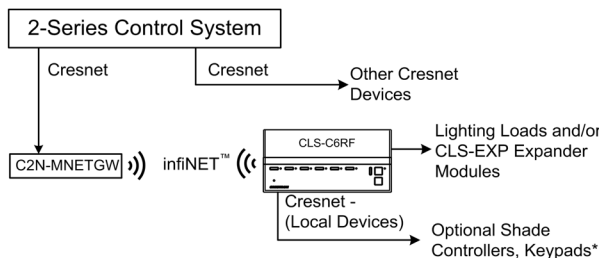 2-Series Control System
Cresnet
Cresnet
Other Cresnet
Devices
C2N-MNETGW
infiNET™
CLS-C6RF
Lighting Loads and/or
CLS-EXP Expander
Modules
Cresnet -
(Local Devices)
Optional Shade
Controllers, Keypads*